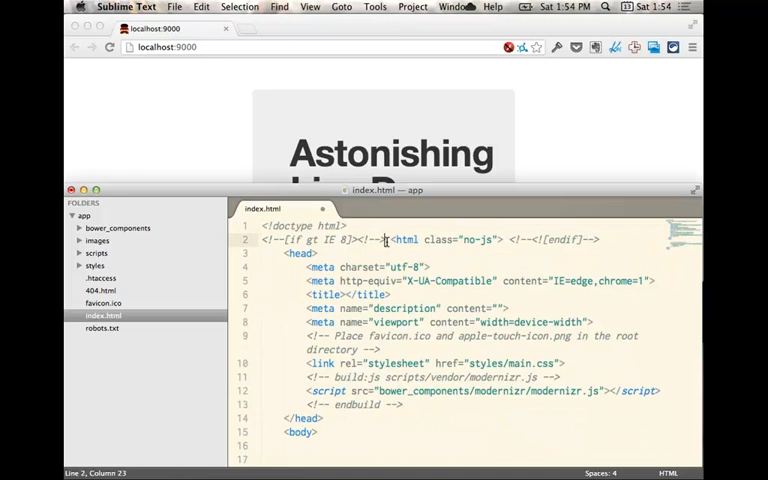 Sublime Text File Edit Selection Find View Goto Tools Project Window Help Sat 1:54 PM 13 Sat 1:54
localhost:9000
localhost:9000
Astonishing
index.html — app
FOLDERS
app
bower_components
images
scripts
styles
.htaccess
404.html
favicon.ico
index.html
robots.txt
index.html
1 <!doctype html>
2 <!--[if gt IE 8]><!--> <html class="no-js"> <!--<![endif]-->
3 <head>
4 <meta charset="utf-8">
5 <meta http-equiv="X-UA-Compatible" content="IE=edge,chrome=1">
6 <title></title>
7 <meta name="description" content="">
8 <meta name="viewport" content="width=device-width">
9 <!-- Place favicon.ico and apple-touch-icon.png in the root
directory -->
10 <link rel="stylesheet" href="styles/main.css">
11 <!-- build:js scripts/vendor/modernizr.js -->
12 <script src="bower_components/modernizr/modernizr.js"></script>
13 <!-- endbuild -->
14 </head>
15 <body>
16
17
Line 2, Column 23 Spaces: 4 HTML